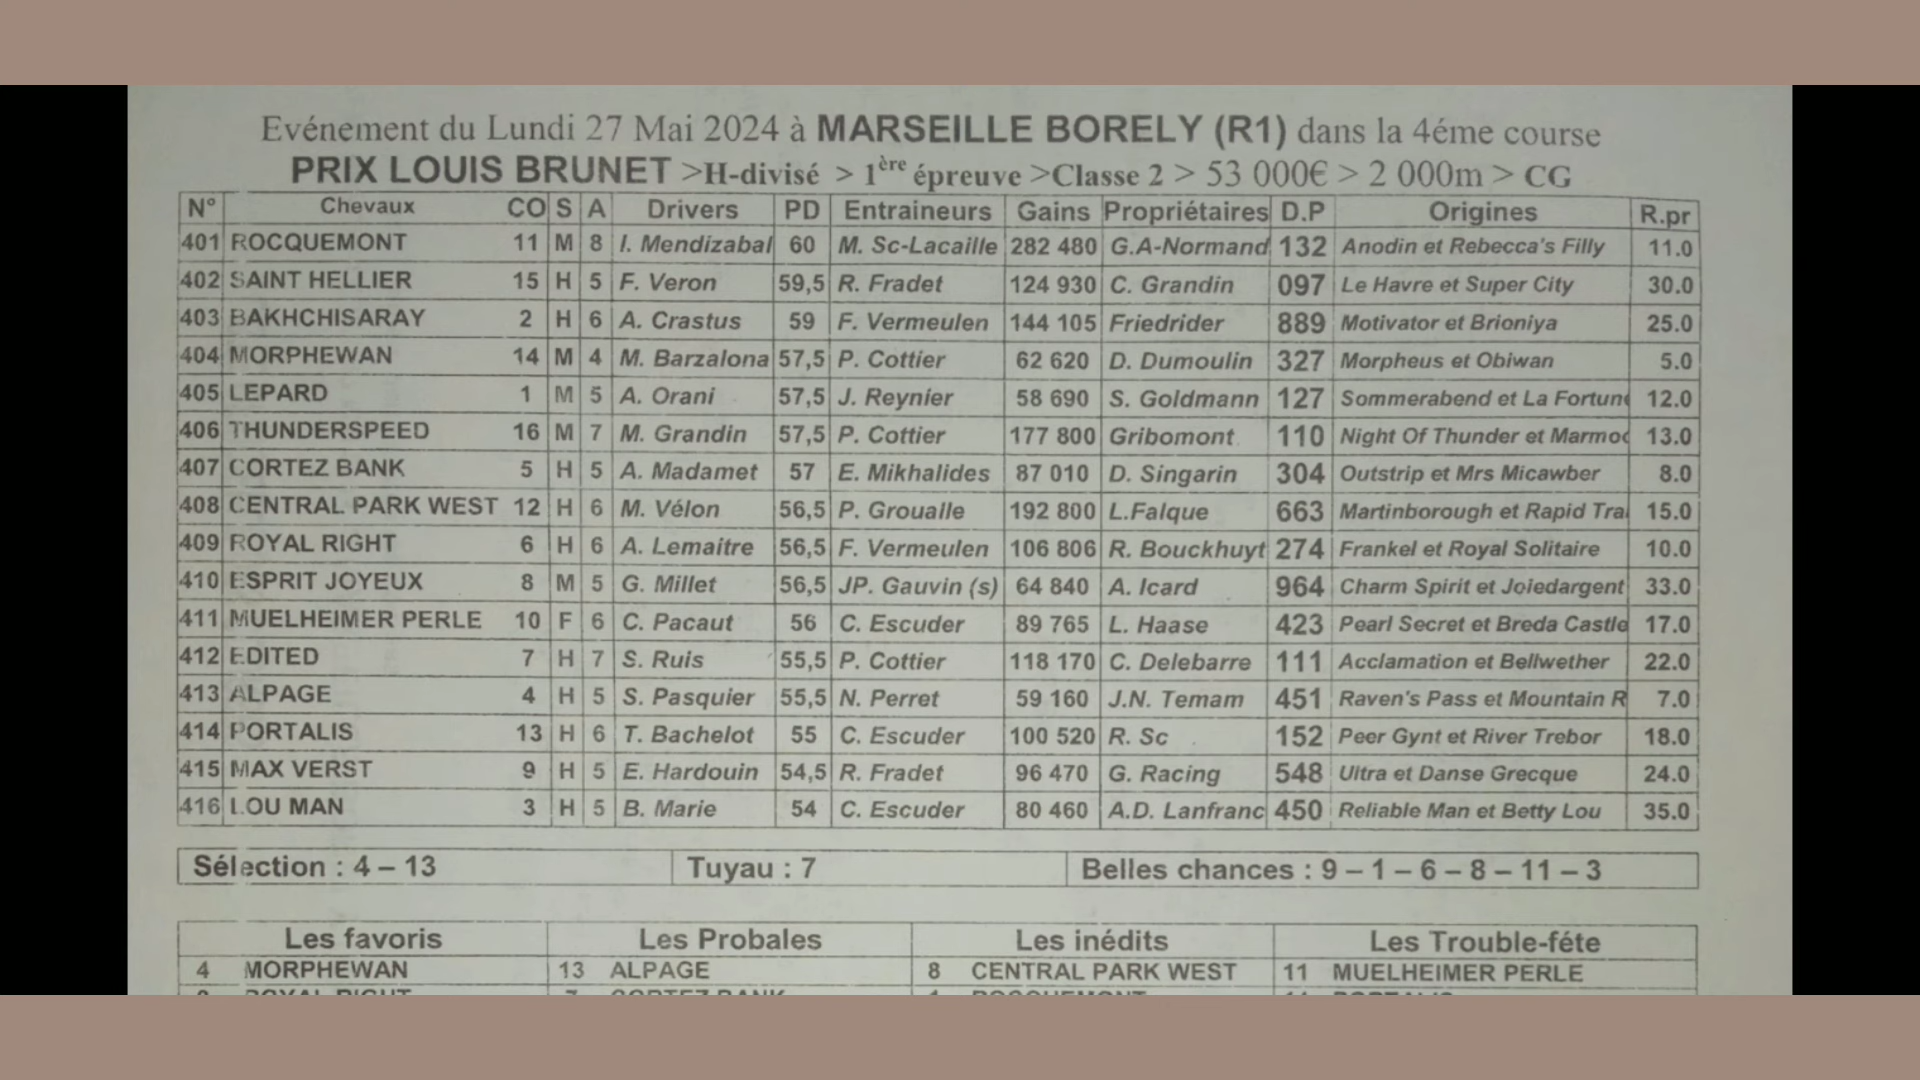 Evénement du Lundi 27 Mai 2024 à MARSEILLE BORELY (R1) dans la 4éme course
PRIX LOUIS BRUNET >H-divisé > 1ère épreuve >Classe 2 > 53 000€ > 2 000m > CG
N° Chevaux CO S A Drivers PD Entraineurs Gains Propriétaires D.P Origines R.pr
401 ROCQUEMONT 11 M 8 I. Mendizabal 60 M. Sc-Lacaille 282 480 G.A-Normand 132 Anodin et Rebecca's Filly 11.0
402 SAINT HELLIER 15 H 5 F. Veron 59,5 R. Fradet 124 930 C. Grandin 097 Le Havre et Super City 30.0
403 BAKHCHISARAY 2 H 6 A. Crastus 59 F. Vermeulen 144 105 Friedrider 889 Motivator et Brioniya 25.0
404 MORPHEWAN 14 M 4 M. Barzalona 57,5 P. Cottier 62 620 D. Dumoulin 327 Morpheus et Obiwan 5.0
405 LEPARD 1 M 5 A. Orani 57,5 J. Reynier 58 690 S. Goldmann 127 Sommerabend et La Fortun 12.0
406 THUNDERSPEED 16 M 7 M. Grandin 57,5 P. Cottier 177 800 Gribomont 110 Night Of Thunder et Marmo 13.0
407 CORTEZ BANK 5 H 5 A. Madamet 57 E. Mikhalides 87 010 D. Singarin 304 Outstrip et Mrs Micawber 8.0
408 CENTRAL PARK WEST 12 H 6 M. Vélon 56,5 P. Groualle 192 800 L.Falque 663 Martinborough et Rapid Tra 15.0
409 ROYAL RIGHT 6 H 6 A. Lemaitre 56,5 F. Vermeulen 106 806 R. Bouckhuyt 274 Frankel et Royal Solitaire 10.0
410 ESPRIT JOYEUX 8 M 5 G. Millet 56,5 JP. Gauvin (s) 64 840 A. Icard 964 Charm Spirit et Joiedargent 33.0
411 MUELHEIMER PERLE 10 F 6 C. Pacaut 56 C. Escuder 89 765 L. Haase 423 Pearl Secret et Breda Castle 17.0
412 EDITED 7 H 7 S. Ruis 55,5 P. Cottier 118 170 C. Delebarre 111 Acclamation et Bellwether 22.0
413 ALPAGE 4 H 5 S. Pasquier 55,5 N. Perret 59 160 J.N. Temam 451 Raven's Pass et Mountain R 7.0
414 PORTALIS 13 H 6 T. Bachelot 55 C. Escuder 100 520 R. Sc 152 Peer Gynt et River Trebor 18.0
415 MAX VERST 9 H 5 E. Hardouin 54,5 R. Fradet 96 470 G. Racing 548 Ultra et Danse Grecque 24.0
416 LOU MAN 3 H 5 B. Marie 54 C. Escuder 80 460 A.D. Lanfranc 450 Reliable Man et Betty Lou 35.0
Sélection : 4 – 13 Tuyau : 7 Belles chances : 9 – 1 – 6 – 8 – 11 – 3
Les favoris Les Probales Les inédits Les Trouble-féte
4 MORPHEWAN 13 ALPAGE 8 CENTRAL PARK WEST 11 MUELHEIMER PERLE